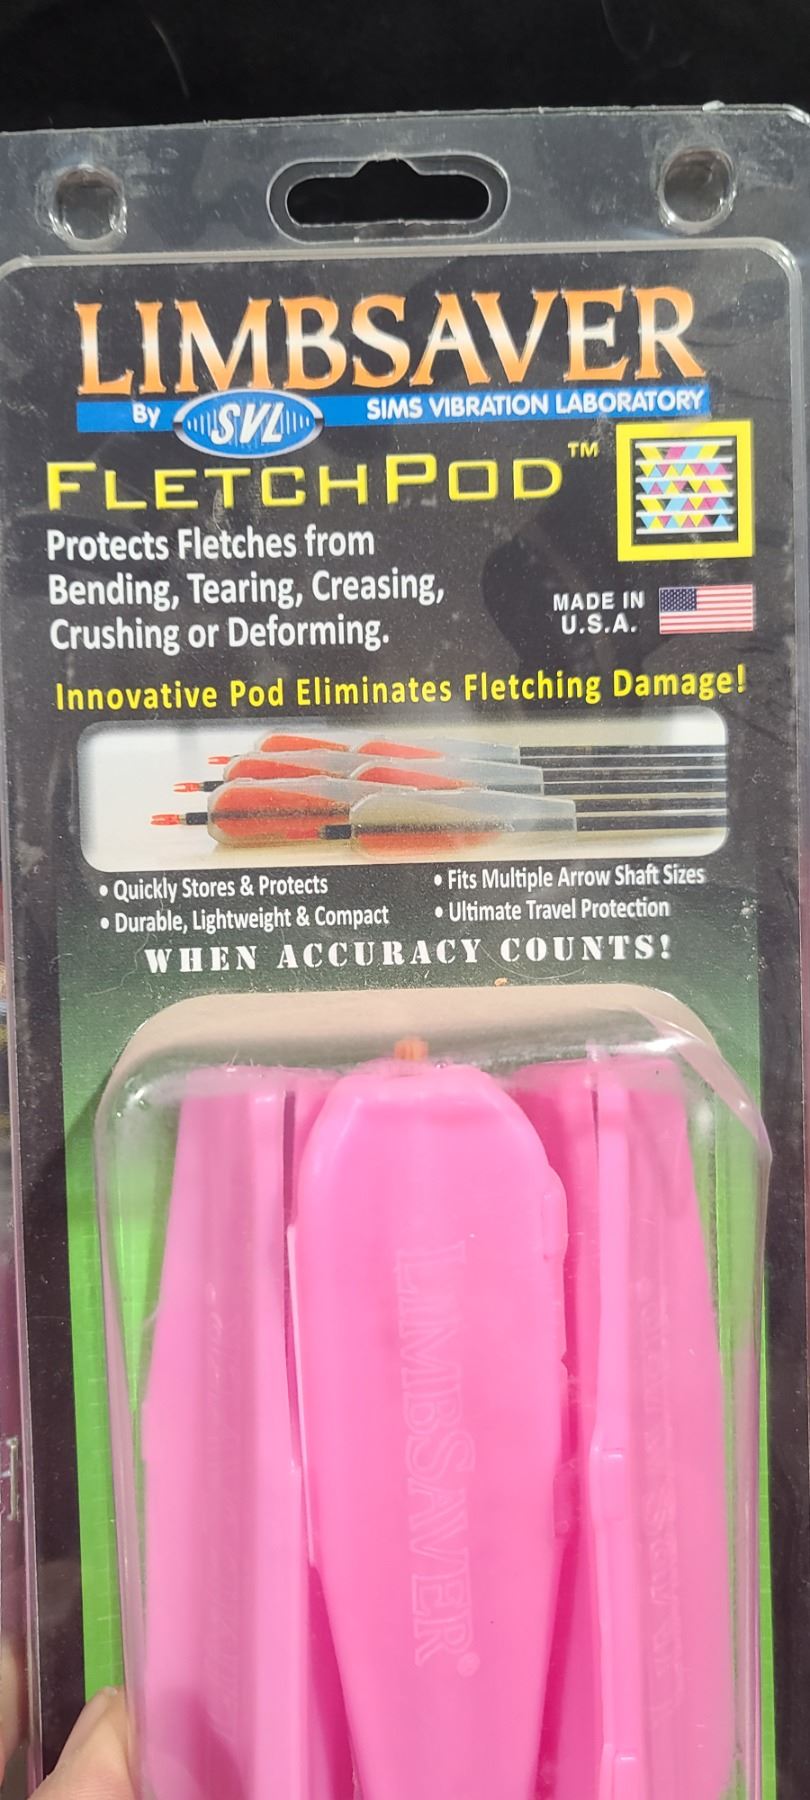 LIMBSAVER
By SVL SIMS VIBRATION LABORATORY
FLETCHPOD™
Protects Fletches from
Bending, Tearing, Creasing,
Crushing or Deforming.
MADE IN
U.S.A.
Innovative Pod Eliminates Fletching Damage!
• Quickly Stores & Protects
• Durable, Lightweight & Compact
• Fits Multiple Arrow Shaft Sizes
• Ultimate Travel Protection
WHEN ACCURACY COUNTS!
LIMBSAVER®